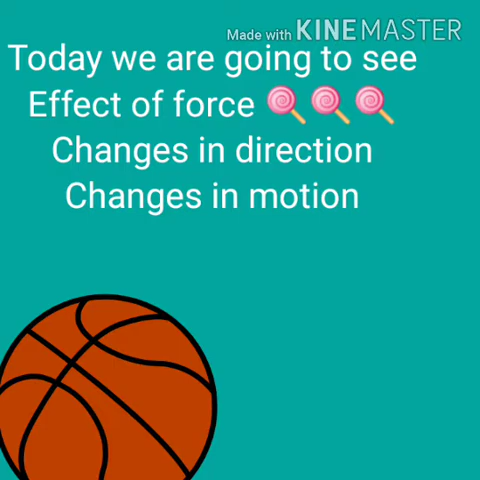 Made with KINEMASTER
Today we are going to see
Effect of force 🍭🍭🍭
Changes in direction
Changes in motion